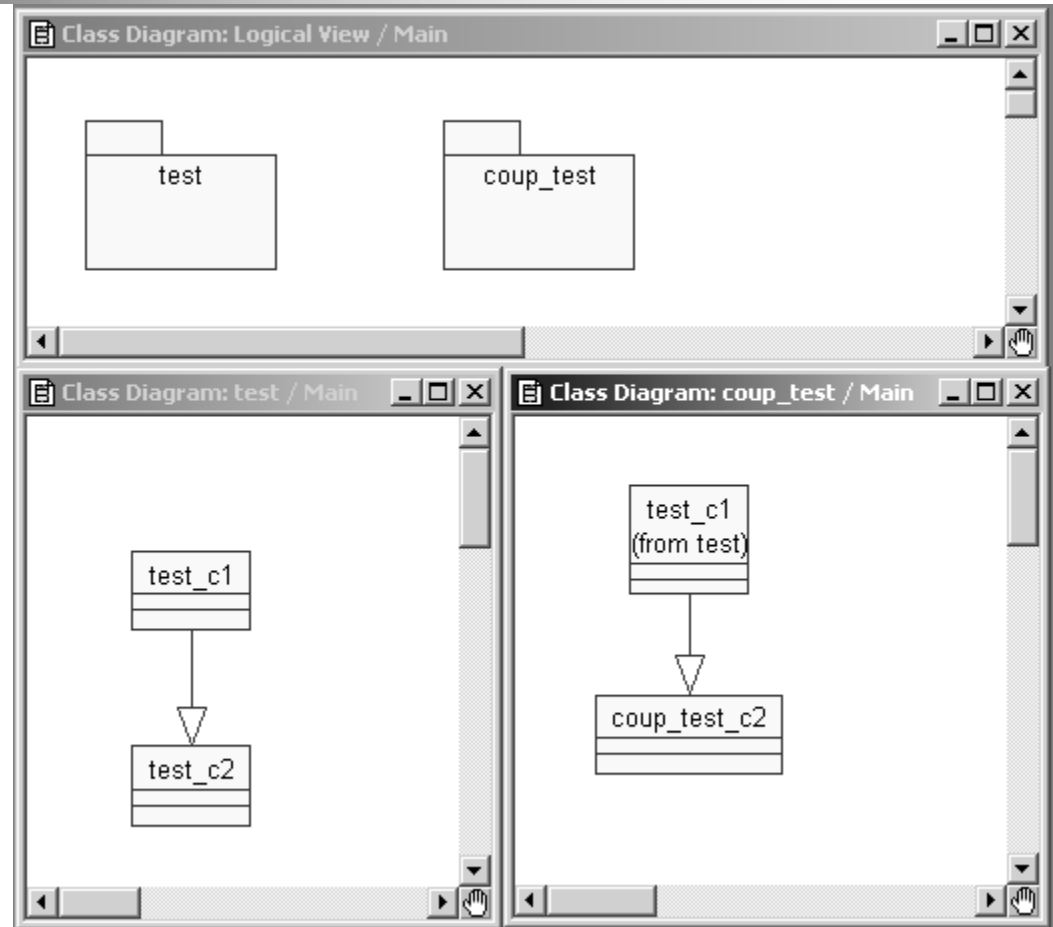 Class Diagram: Logical View / Main
test
coup_test
Class Diagram: test / Main
test_c1
test_c2
Class Diagram: coup_test / Main
test_c1
(from test)
coup_test_c2